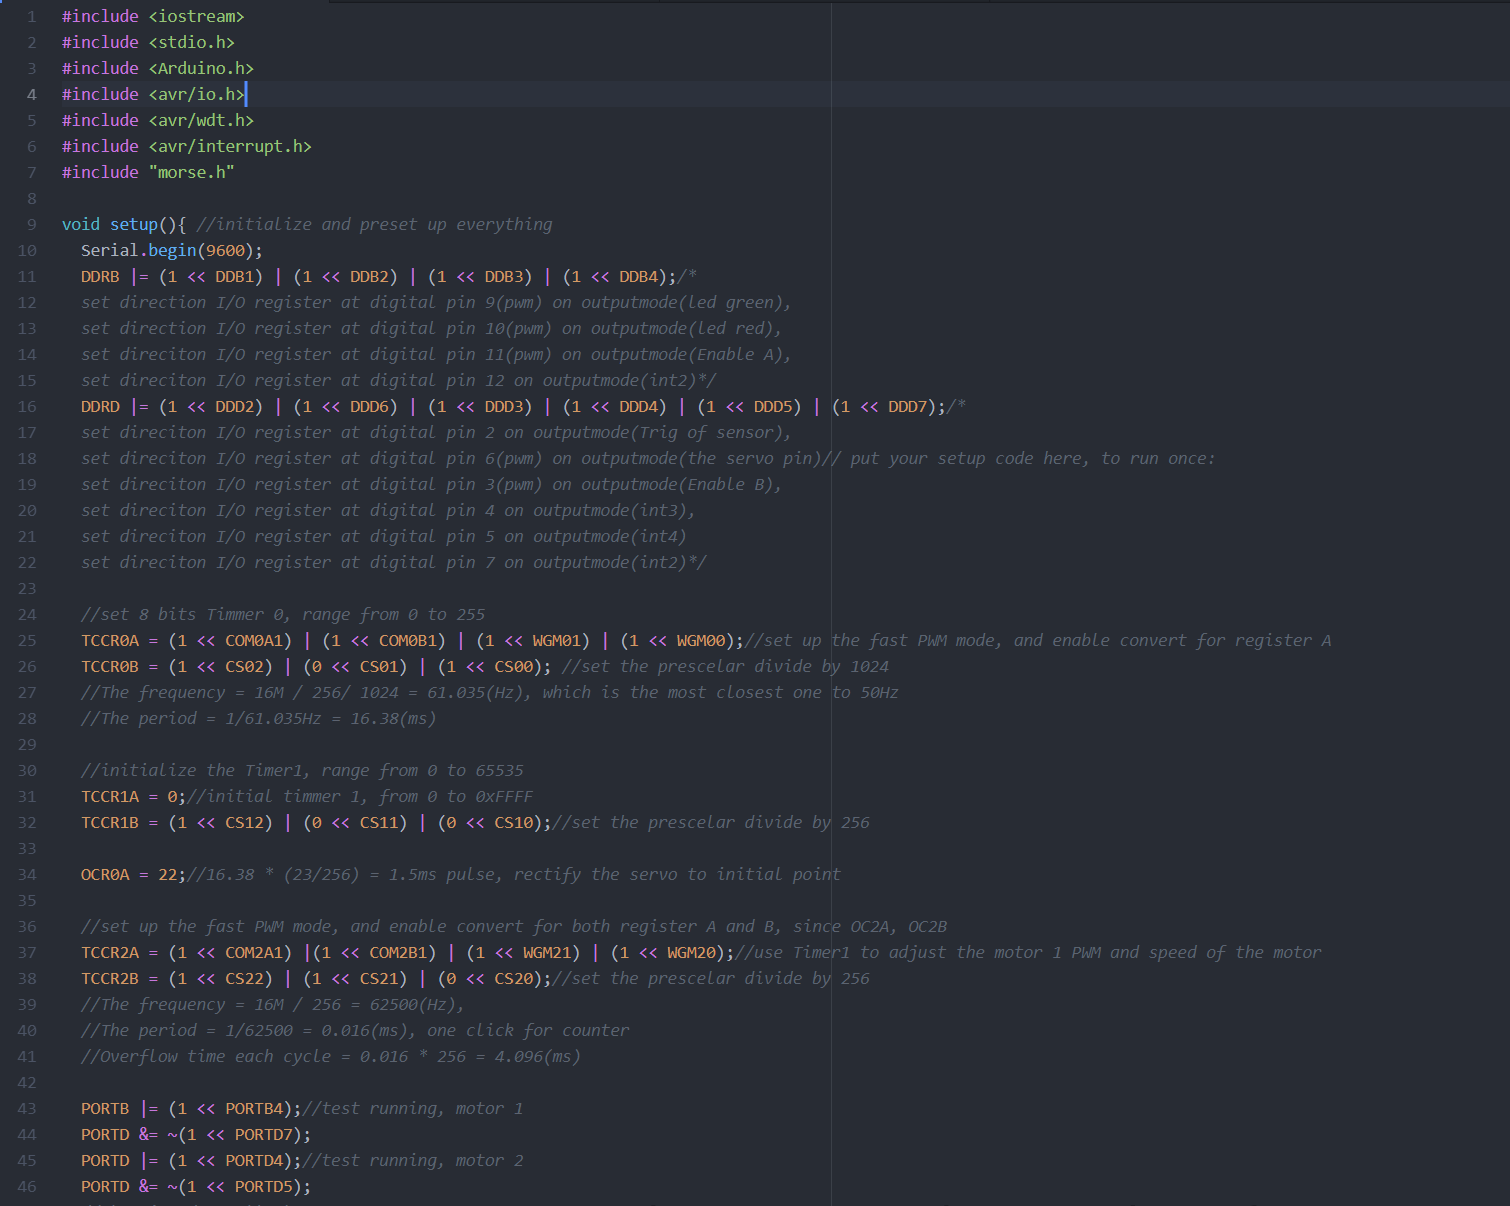 1 #include <iostream>
2 #include <stdio.h>
3 #include <Arduino.h>
4 #include <avr/io.h>
5 #include <avr/wdt.h>
6 #include <avr/interrupt.h>
7 #include "morse.h"
8
9 void setup(){ //initialize and preset up everything
10   Serial.begin(9600);
11   DDRB |= (1 << DDB1) | (1 << DDB2) | (1 << DDB3) | (1 << DDB4);/*
12   set direction I/O register at digital pin 9(pwm) on outputmode(led green),
13   set direction I/O register at digital pin 10(pwm) on outputmode(led red),
14   set direciton I/O register at digital pin 11(pwm) on outputmode(Enable A),
15   set direciton I/O register at digital pin 12 on outputmode(int2)*/
16   DDRD |= (1 << DDD2) | (1 << DDD6) | (1 << DDD3) | (1 << DDD4) | (1 << DDD5) | (1 << DDD7);/*
17   set direciton I/O register at digital pin 2 on outputmode(Trig of sensor),
18   set direciton I/O register at digital pin 6(pwm) on outputmode(the servo pin)// put your setup code here, to run once:
19   set direciton I/O register at digital pin 3(pwm) on outputmode(Enable B),
20   set direciton I/O register at digital pin 4 on outputmode(int3),
21   set direciton I/O register at digital pin 5 on outputmode(int4)
22   set direciton I/O register at digital pin 7 on outputmode(int2)*/
23
24   //set 8 bits Timmer 0, range from 0 to 255
25   TCCR0A = (1 << COM0A1) | (1 << COM0B1) | (1 << WGM01) | (1 << WGM00);//set up the fast PWM mode, and enable convert for register A
26   TCCR0B = (1 << CS02) | (0 << CS01) | (1 << CS00); //set the prescelar divide by 1024
27   //The frequency = 16M / 256/ 1024 = 61.035(Hz), which is the most closest one to 50Hz
28   //The period = 1/61.035Hz = 16.38(ms)
29
30   //initialize the Timer1, range from 0 to 65535
31   TCCR1A = 0;//initial timmer 1, from 0 to 0xFFFF
32   TCCR1B = (1 << CS12) | (0 << CS11) | (0 << CS10);//set the prescelar divide by 256
33
34   OCR0A = 22;//16.38 * (23/256) = 1.5ms pulse, rectify the servo to initial point
35
36   //set up the fast PWM mode, and enable convert for both register A and B, since OC2A, OC2B
37   TCCR2A = (1 << COM2A1) |(1 << COM2B1) | (1 << WGM21) | (1 << WGM20);//use Timer1 to adjust the motor 1 PWM and speed of the motor
38   TCCR2B = (1 << CS22) | (1 << CS21) | (0 << CS20);//set the prescelar divide by 256
39   //The frequency = 16M / 256 = 62500(Hz),
40   //The period = 1/62500 = 0.016(ms), one click for counter
41   //Overflow time each cycle = 0.016 * 256 = 4.096(ms)
42
43   PORTB |= (1 << PORTB4);//test running, motor 1
44   PORTD &= ~(1 << PORTD7);
45   PORTD |= (1 << PORTD4);//test running, motor 2
46   PORTD &= ~(1 << PORTD5);